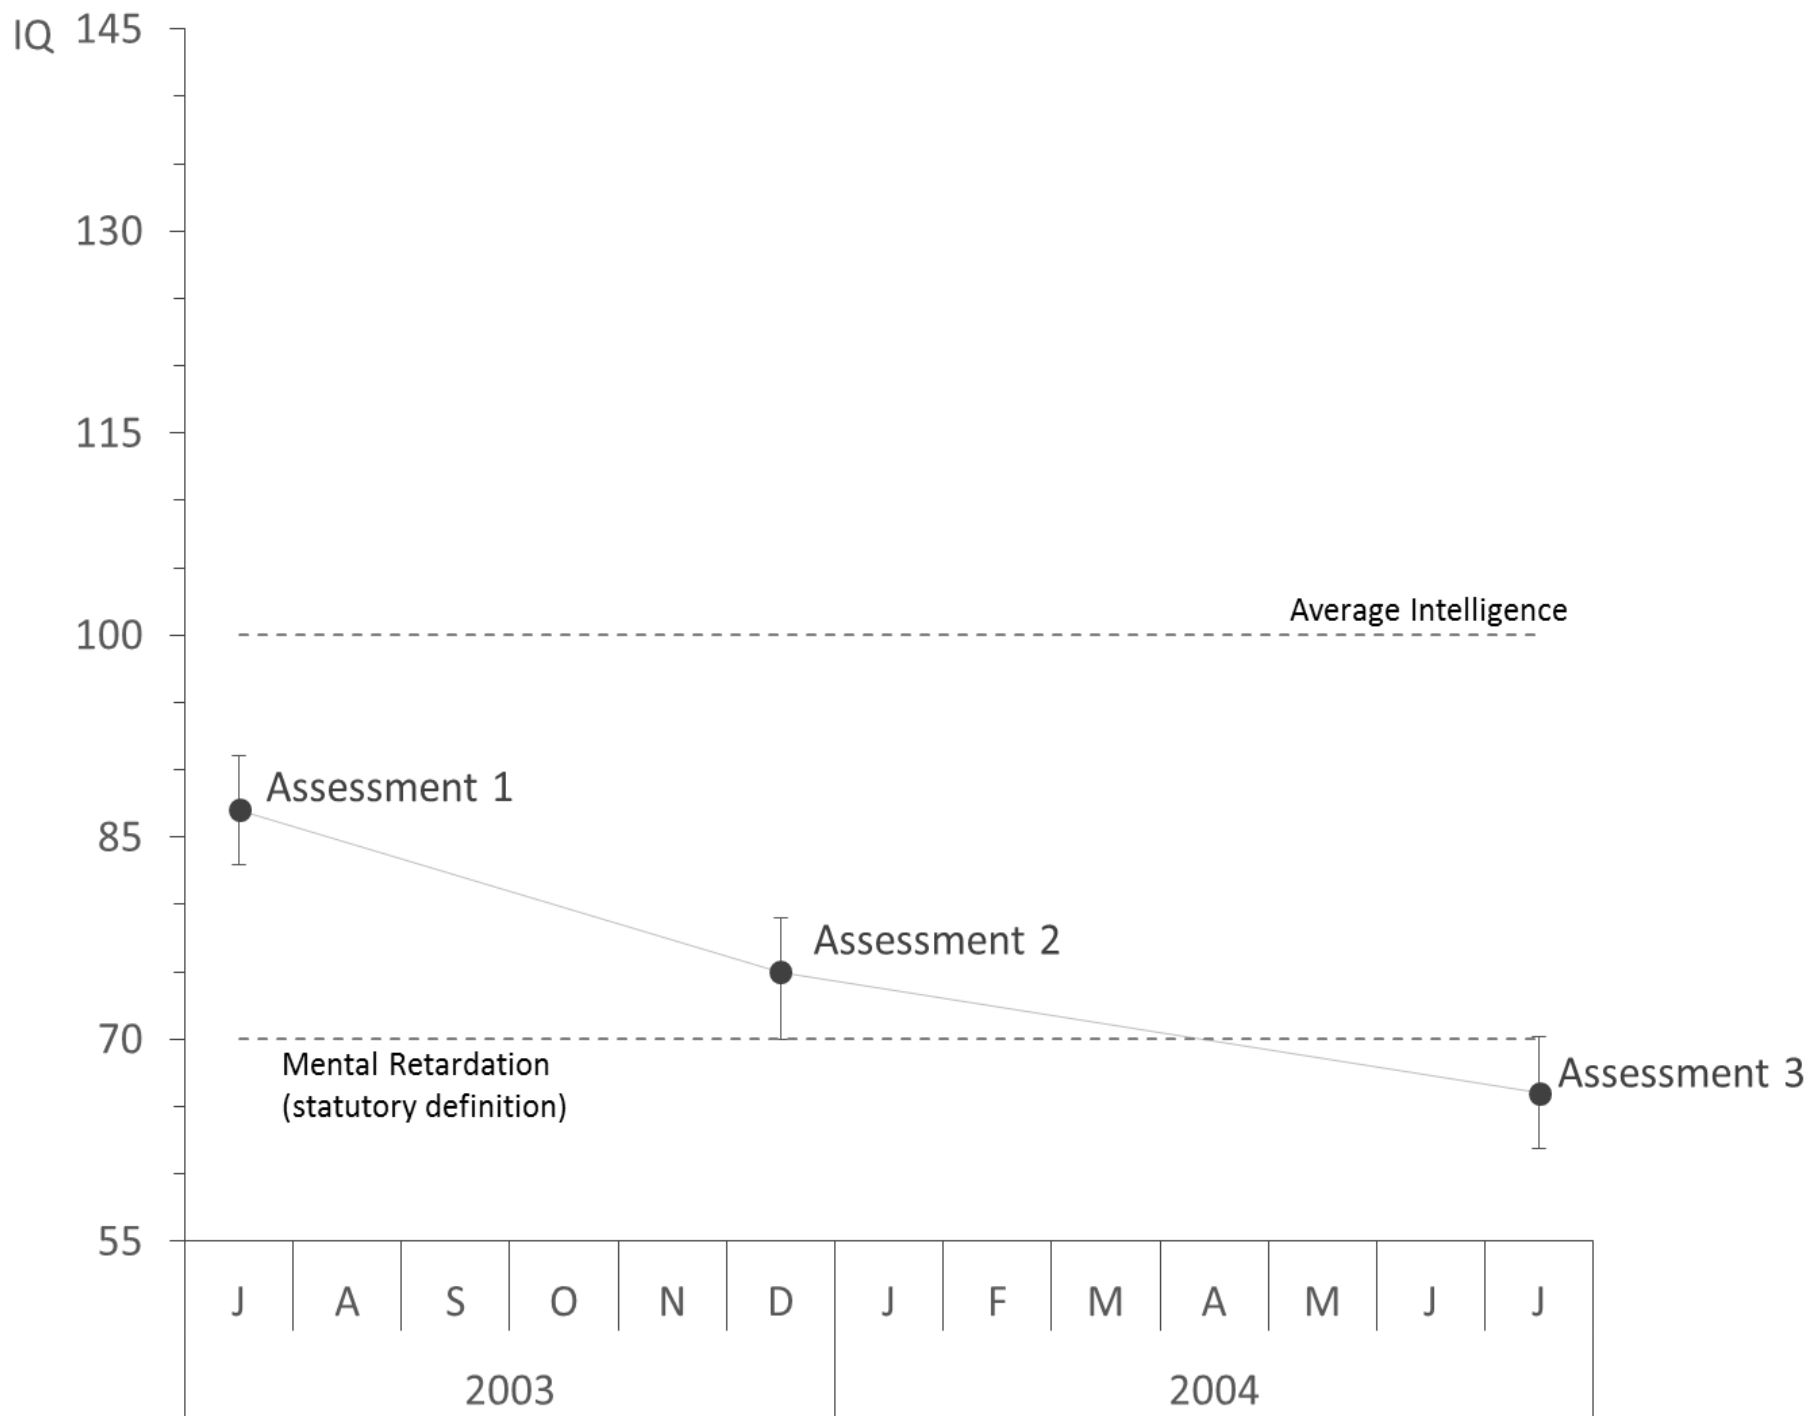 IQ 145
130
115
Average Intelligence
100
Assessment 1
85
Assessment 2
70
Mental Retardation
(statutory definition)
Assessment 3
55
J A S O N D J F M A M J J
2003 2004